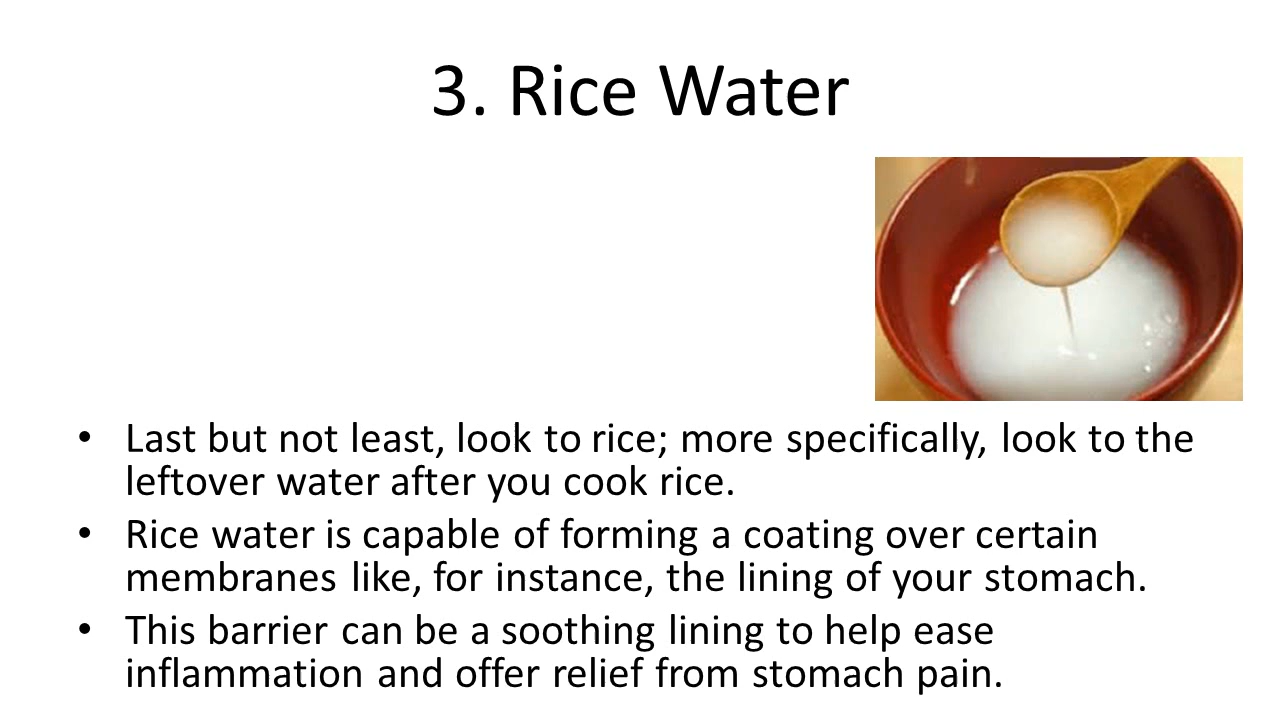 3. Rice Water
• Last but not least, look to rice; more specifically, look to the
leftover water after you cook rice.
• Rice water is capable of forming a coating over certain
membranes like, for instance, the lining of your stomach.
• This barrier can be a soothing lining to help ease
inflammation and offer relief from stomach pain.